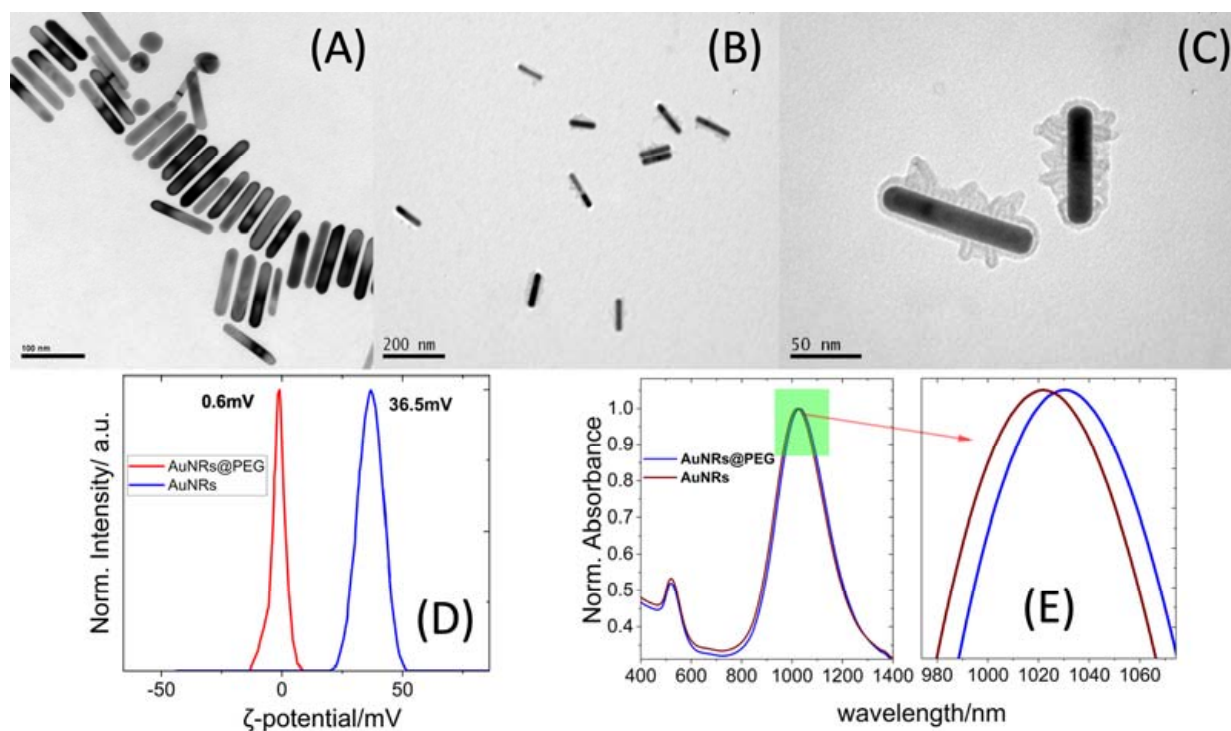 (A)
(B)
(C)
100 nm
200 nm
50 nm
0.6mV
36.5mV
AuNRs@PEG
AuNRs
Norm. Intensity/ a.u.
(D)
-50
0
50
ζ-potential/mV
AuNRs@PEG
AuNRs
Norm. Absorbance
1.0
0.9
0.8
0.7
0.6
0.5
0.4
400
600
800
1000
1200
1400
(E)
980
1000
1020
1040
1060
wavelength/nm